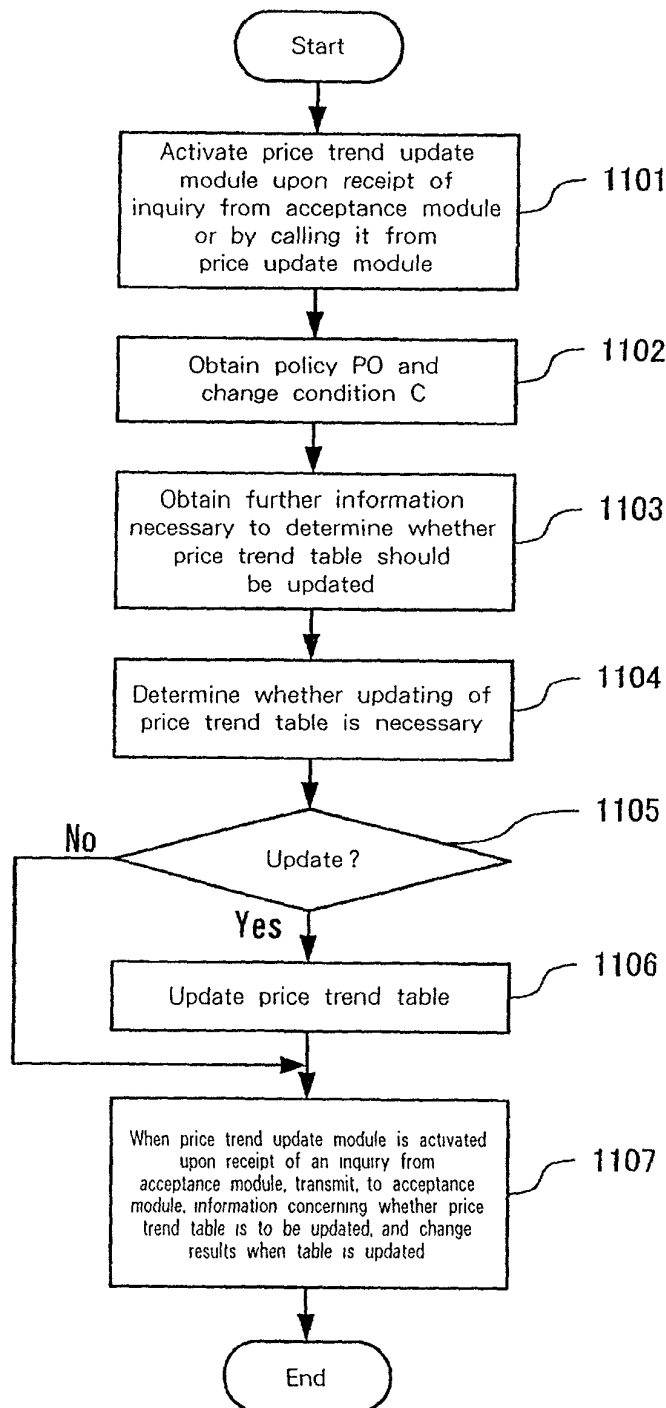 Start
Activate price trend update
module upon receipt of
inquiry from acceptance module
or by calling it from
price update module
1101
Obtain policy PO and
change condition C
1102
Obtain further information
necessary to determine whether
price trend table should
be updated
1103
Determine whether updating of
price trend table is necessary
1104
Update ?
1105
No
Yes
Update price trend table
1106
When price trend update module is activated
upon receipt of an inquiry from
acceptance module, transmit, to acceptance
module, information concerning whether price
trend table is to be updated, and change
results when table is updated
1107
End